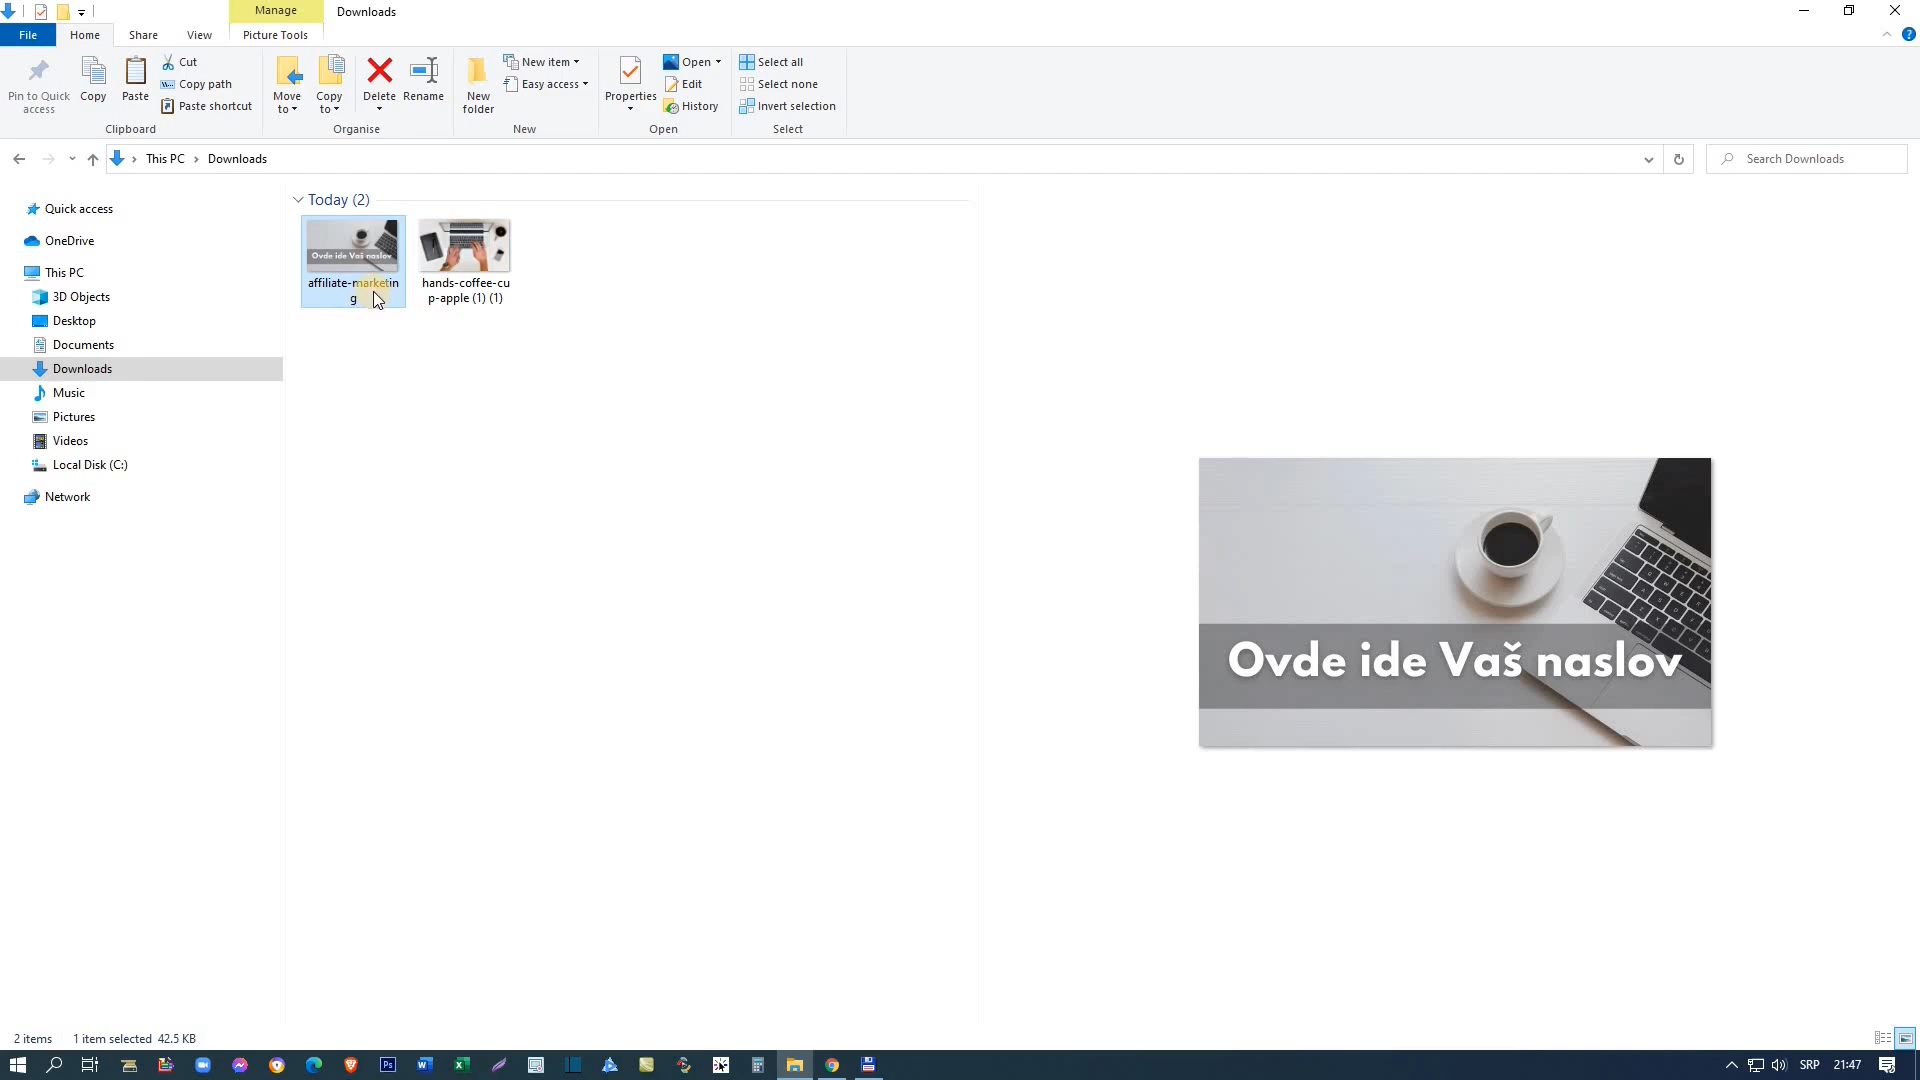 Manage
Downloads
File
Home
Share
View
Picture Tools
Pin to Quick access
Copy
Paste
Cut
Copy path
Paste shortcut
Clipboard
Move to
Copy to
Delete
Rename
Organise
New folder
New item
Easy access
New
Properties
Open
Edit
History
Open
Select all
Select none
Invert selection
Select
This PC
Downloads
Search Downloads
Quick access
OneDrive
This PC
3D Objects
Desktop
Documents
Downloads
Music
Pictures
Videos
Local Disk (C:)
Network
Today (2)
Ovde ide Vaš naslov
affiliate-marketin
g
hands-coffee-cu
p-apple (1) (1)
Ovde ide Vaš naslov
2 items
1 item selected 42.5 KB
SRP
21:47